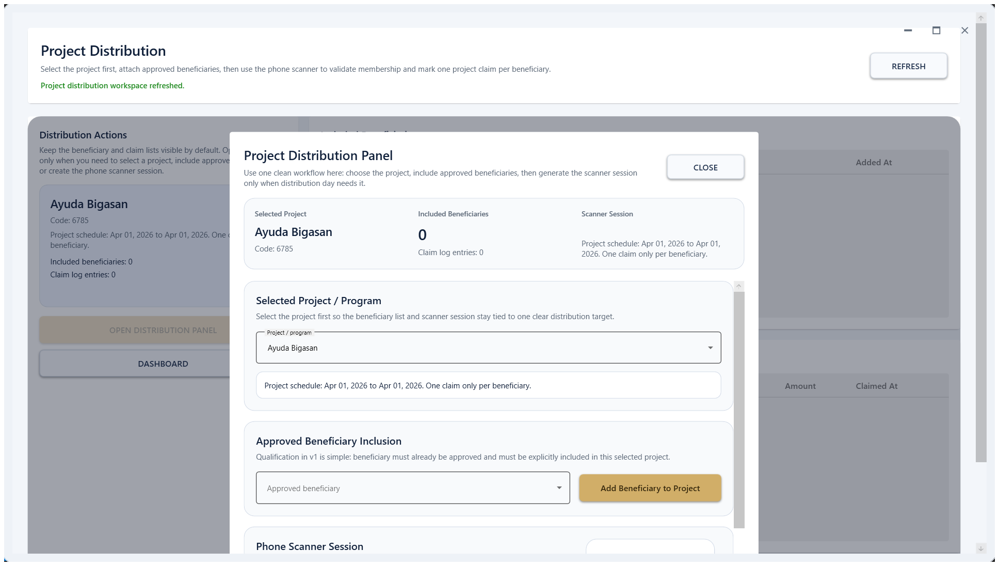 Project Distribution
Select the project first, attach approved beneficiaries, then use the phone scanner to validate membership and mark one project claim per beneficiary.
Project distribution workspace refreshed.
REFRESH
Distribution Actions
Keep the beneficiary and claim lists visible by default.
only when you need to select a project, include
or create the phone scanner session.
Ayuda Bigasan
Code: 6785
Project schedule: Apr 01, 2026 to Apr 01, 2026. One
beneficiary.
Included beneficiaries: 0
Claim log entries: 0
OPEN DISTRIBUTION PANEL
DASHBOARD
Project Distribution Panel
Use one clean workflow here: choose the project, include approved beneficiaries, then generate the scanner session
only when distribution day needs it.
CLOSE
Selected Project
Ayuda Bigasan
Code: 6785
Included Beneficiaries
0
Claim log entries: 0
Scanner Session
Project schedule: Apr 01, 2026 to Apr 01,
2026. One claim only per beneficiary.
Selected Project / Program
Select the project first so the beneficiary list and scanner session stay tied to one clear distribution target.
Project / program
Ayuda Bigasan
Project schedule: Apr 01, 2026 to Apr 01, 2026. One claim only per beneficiary.
Approved Beneficiary Inclusion
Qualification in v1 is simple: beneficiary must already be approved and must be explicitly included in this selected project.
Approved beneficiary
Add Beneficiary to Project
Phone Scanner Session
Added At
Amount
Claimed At